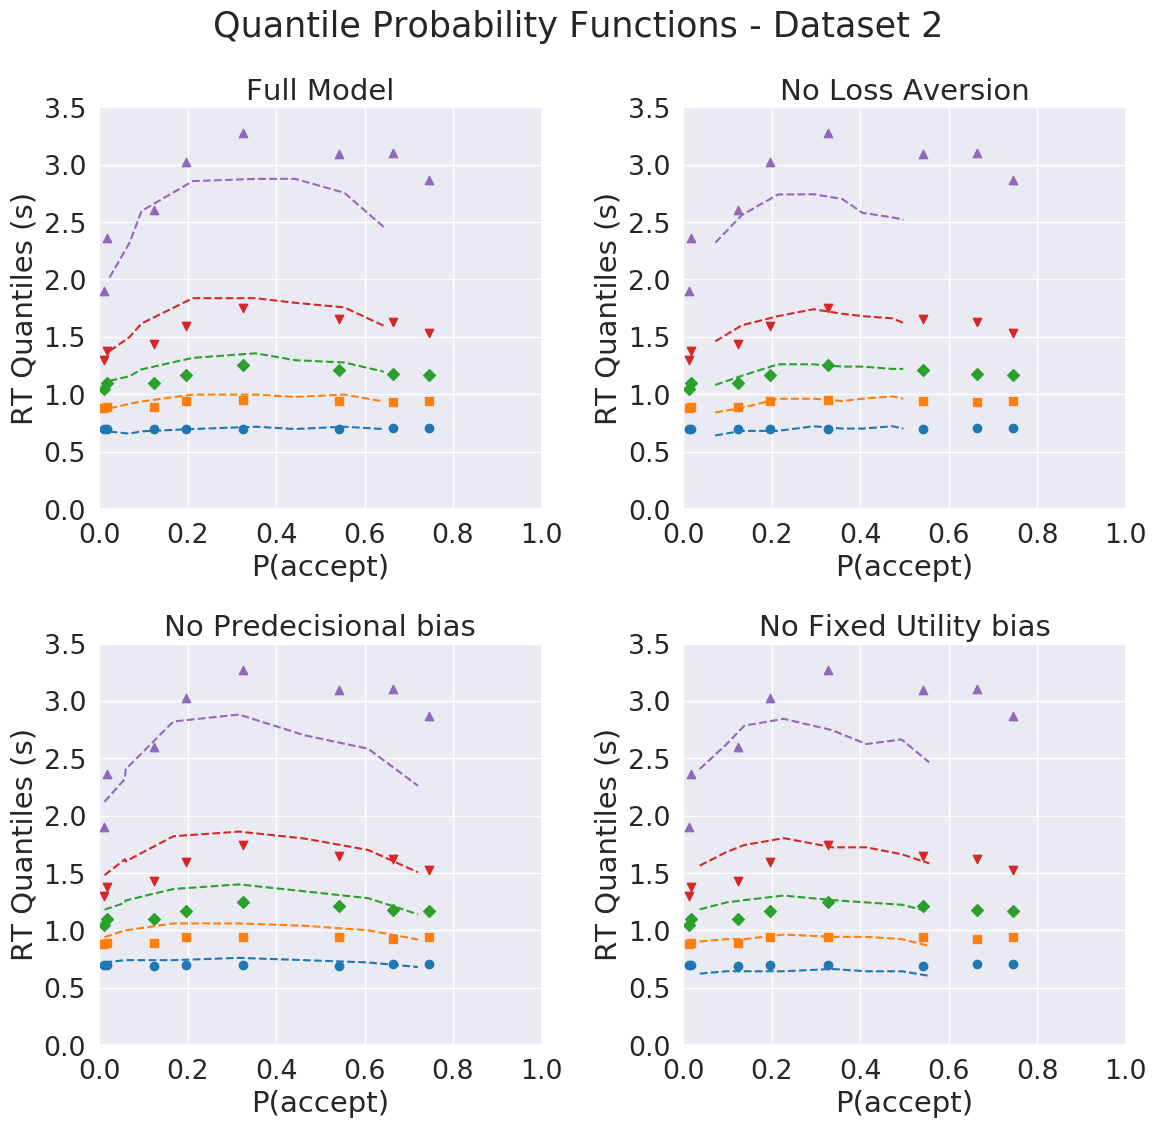 Quantile Probability Functions - Dataset 2
Full Model
No Loss Aversion
3.5
3.0
2.5
2.0
1.5
1.0
0.5
0.0
RT Quantiles (s)
0.0 0.2 0.4 0.6 0.8 1.0
P(accept)
3.5
3.0
2.5
2.0
1.5
1.0
0.5
0.0
RT Quantiles (s)
0.0 0.2 0.4 0.6 0.8 1.0
P(accept)
No Predecisional bias
No Fixed Utility bias
3.5
3.0
2.5
2.0
1.5
1.0
0.5
0.0
RT Quantiles (s)
0.0 0.2 0.4 0.6 0.8 1.0
P(accept)
3.5
3.0
2.5
2.0
1.5
1.0
0.5
0.0
RT Quantiles (s)
0.0 0.2 0.4 0.6 0.8 1.0
P(accept)